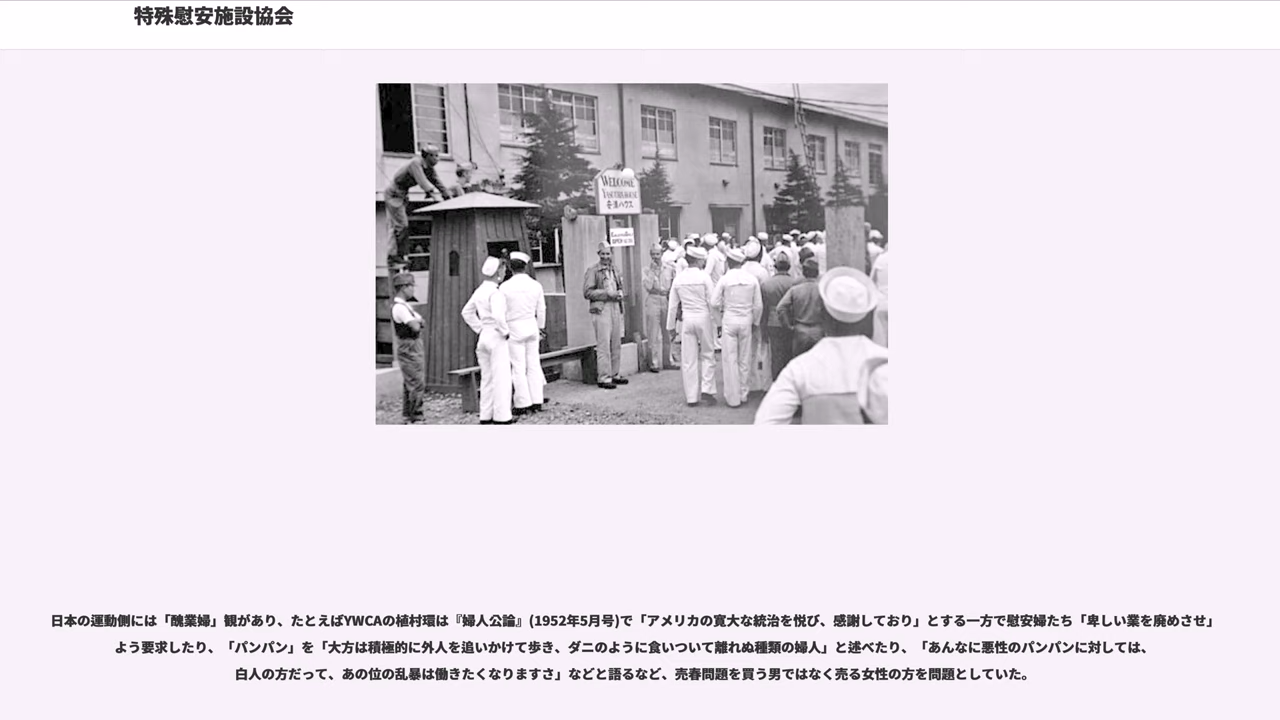 特殊慰安施設協会
WELCOME
YASUURA HOUSE
安浦ハウス
日本の運動側には「醜業婦」観があり、たとえばYWCAの植村環は『婦人公論』(1952年5月号)で「アメリカの寛大な統治を悦び、感謝しており」とする一方で慰安婦たち「卑しい業を廃めさせ」
よう要求したり、「パンパン」を「大方は積極的に外人を追いかけて歩き、ダニのように食いついて離れぬ種類の婦人」と述べたり、「あんなに悪性のパンパンに対しては、
白人の方だって、あの位の乱暴は働きたくなりますさ」などと語るなど、売春問題を買う男ではなく売る女性の方を問題としていた。